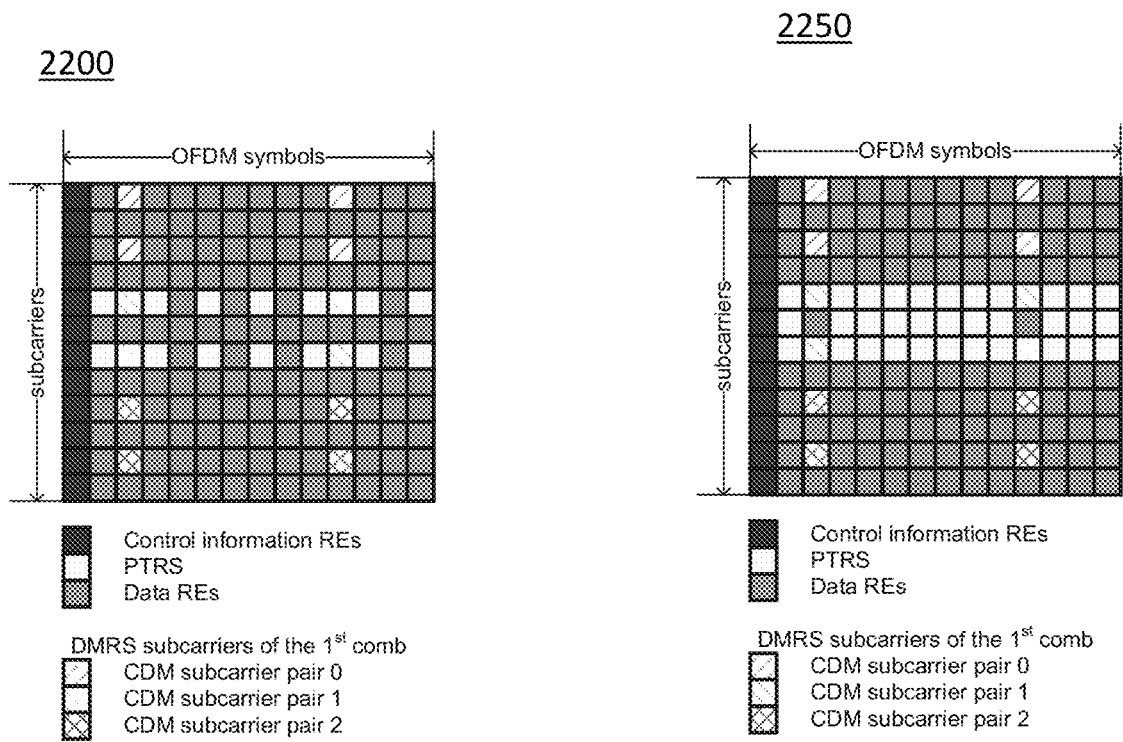 2200
OFDM symbols
subcarriers
Control information REs
PTRS
Data REs
DMRS subcarriers of the 1st comb
CDM subcarrier pair 0
CDM subcarrier pair 1
CDM subcarrier pair 2
2250
OFDM symbols
subcarriers
Control information REs
PTRS
Data REs
DMRS subcarriers of the 1st comb
CDM subcarrier pair 0
CDM subcarrier pair 1
CDM subcarrier pair 2